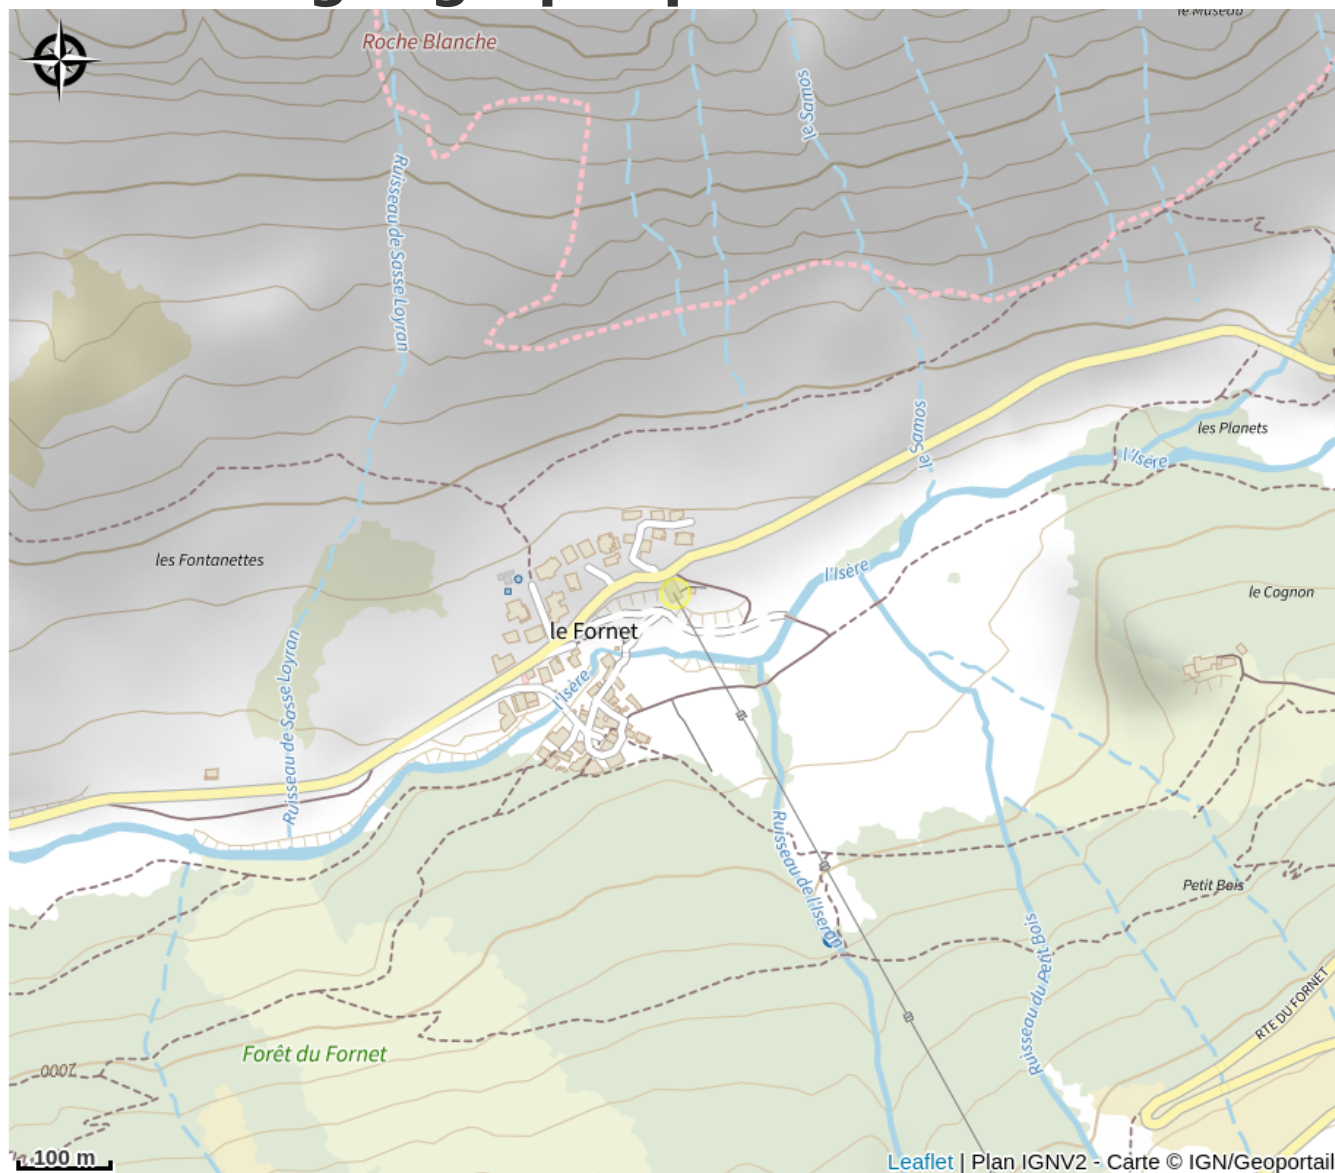 le Museau
Roche Blanche
le Samos
Ruisseau de Sasse Loyran
le Samos
les Planets
l'Isère
les Fontanettes
l'Isère
le Cognon
le Fornet
l'Isère
Ruisseau de Sasse Loyran
Ruisseau de l'Iseran
Petit Bois
Ruisseau du Petit Bois
RTE DU FORNET
Forêt du Fornet
2000
100 m
Leaflet | Plan IGNV2 - Carte © IGN/Geoportail